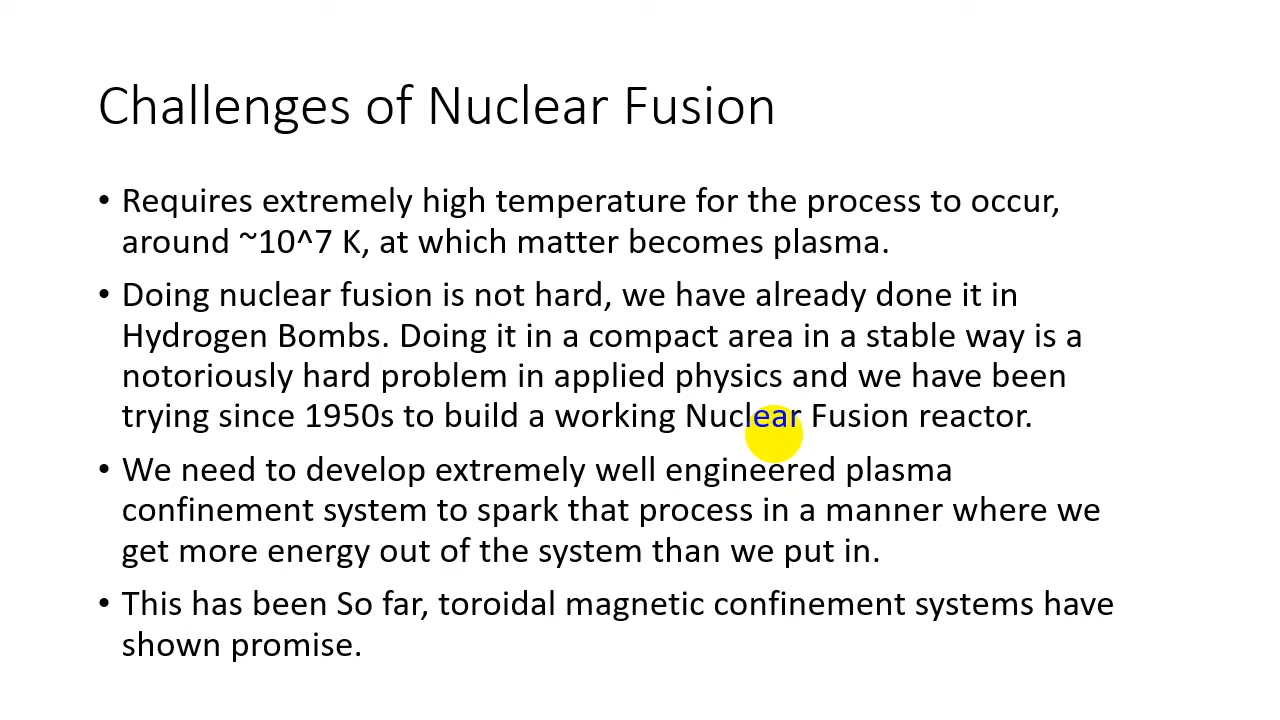 Challenges of Nuclear Fusion
• Requires extremely high temperature for the process to occur,
around ~10^7 K, at which matter becomes plasma.
• Doing nuclear fusion is not hard, we have already done it in
Hydrogen Bombs. Doing it in a compact area in a stable way is a
notoriously hard problem in applied physics and we have been
trying since 1950s to build a working Nuclear Fusion reactor.
• We need to develop extremely well engineered plasma
confinement system to spark that process in a manner where we
get more energy out of the system than we put in.
• This has been So far, toroidal magnetic confinement systems have
shown promise.